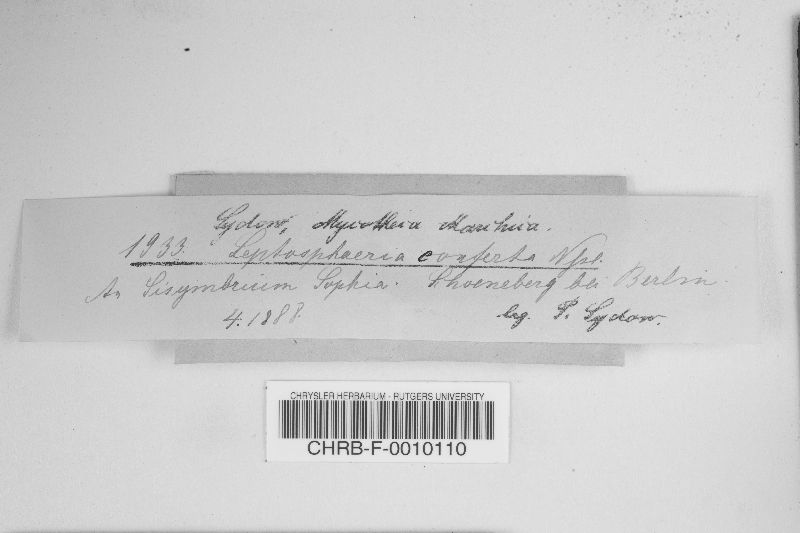 Sydow, Mycotheca Marchica.
1933. Leptosphaeria conferta Nssl.
An Sisymbrium Sophia. Schoeneberg bei Berlin.
4.1888. leg. P. Sydow.
CHRYSLER HERBARIUM - RUTGERS UNIVERSITY
CHRB-F-0010110